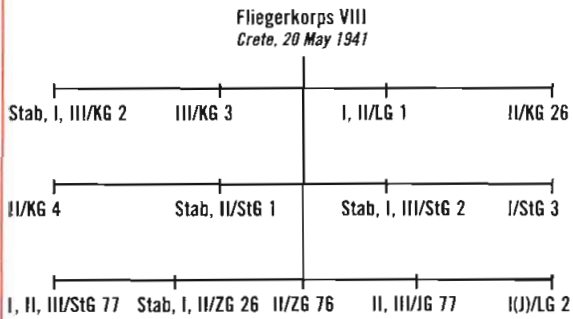 Fliegerkorps VIII
Crete, 20 May 1941
Stab, I, III/KG 2 III/KG 3 I, II/LG 1 II/KG 26
II/KG 4 Stab, II/StG 1 Stab, I, III/StG 2 I/StG 3
I, II, III/StG 77 Stab, I, II/ZG 26 II/ZG 76 II, III/JG 77 I(J)/LG 2